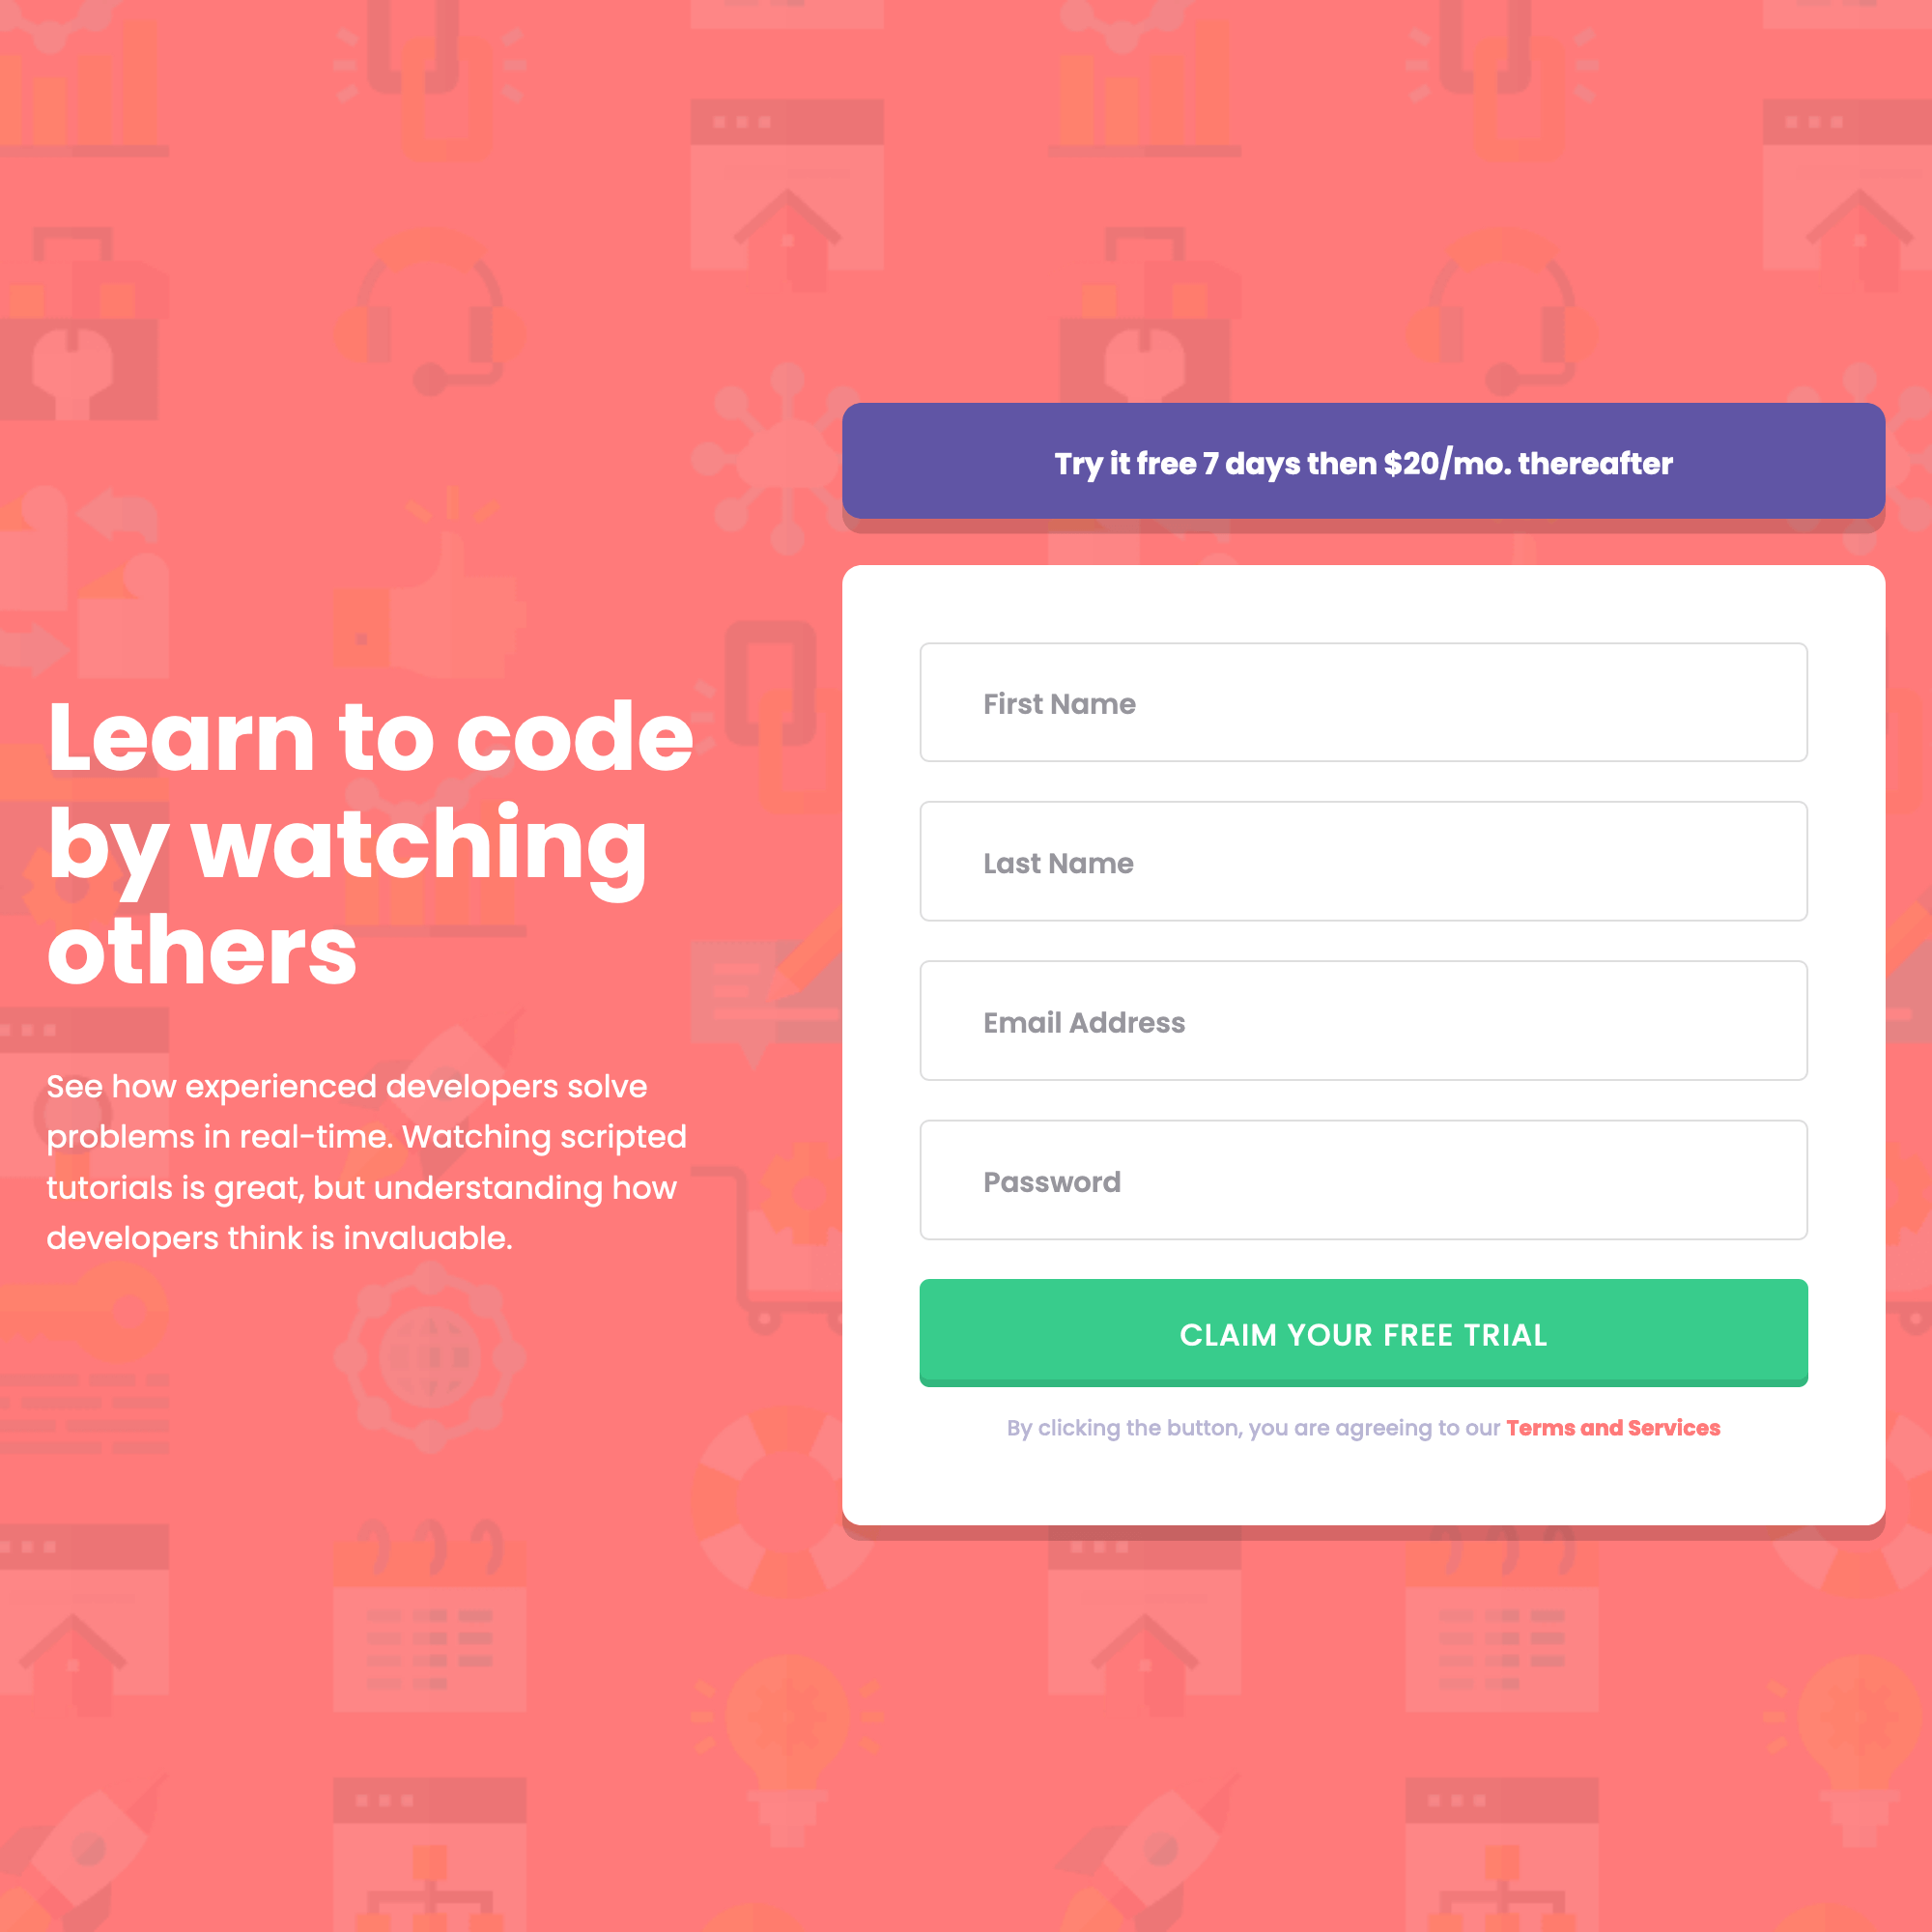 Learn to code
by watching
others
See how experienced developers solve
problems in real-time. Watching scripted
tutorials is great, but understanding how
developers think is invaluable.
Try it free 7 days then $20/mo. thereafter
First Name
Last Name
Email Address
Password
CLAIM YOUR FREE TRIAL
By clicking the button, you are agreeing to our Terms and Services